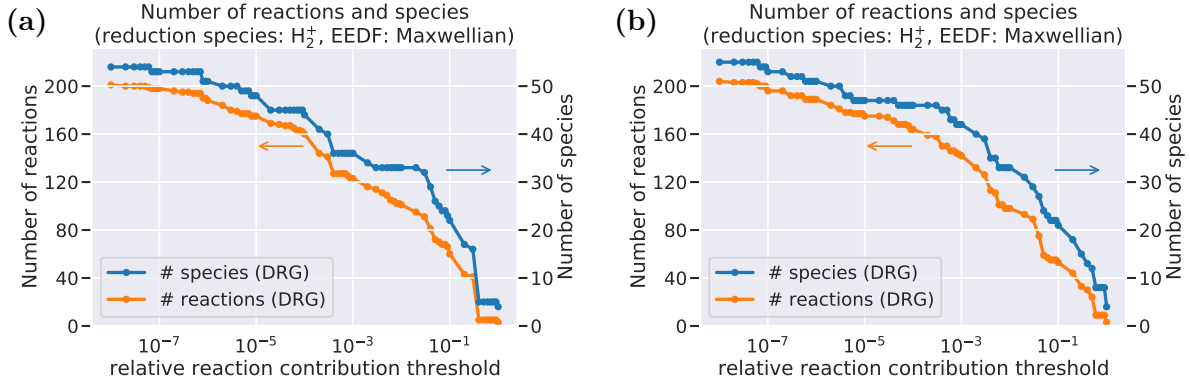 (a)
Number of reactions and species
(reduction species: H₂⁺, EEDF: Maxwellian)
Number of reactions
200
160
120
80
40
0
50
40
30
20
10
0
Number of species
# species (DRG)
# reactions (DRG)
10⁻⁷
10⁻⁵
10⁻³
10⁻¹
relative reaction contribution threshold
(b)
Number of reactions and species
(reduction species: H₂⁺, EEDF: Maxwellian)
Number of reactions
200
160
120
80
40
0
50
40
30
20
10
0
Number of species
# species (DRG)
# reactions (DRG)
10⁻⁷
10⁻⁵
10⁻³
10⁻¹
relative reaction contribution threshold